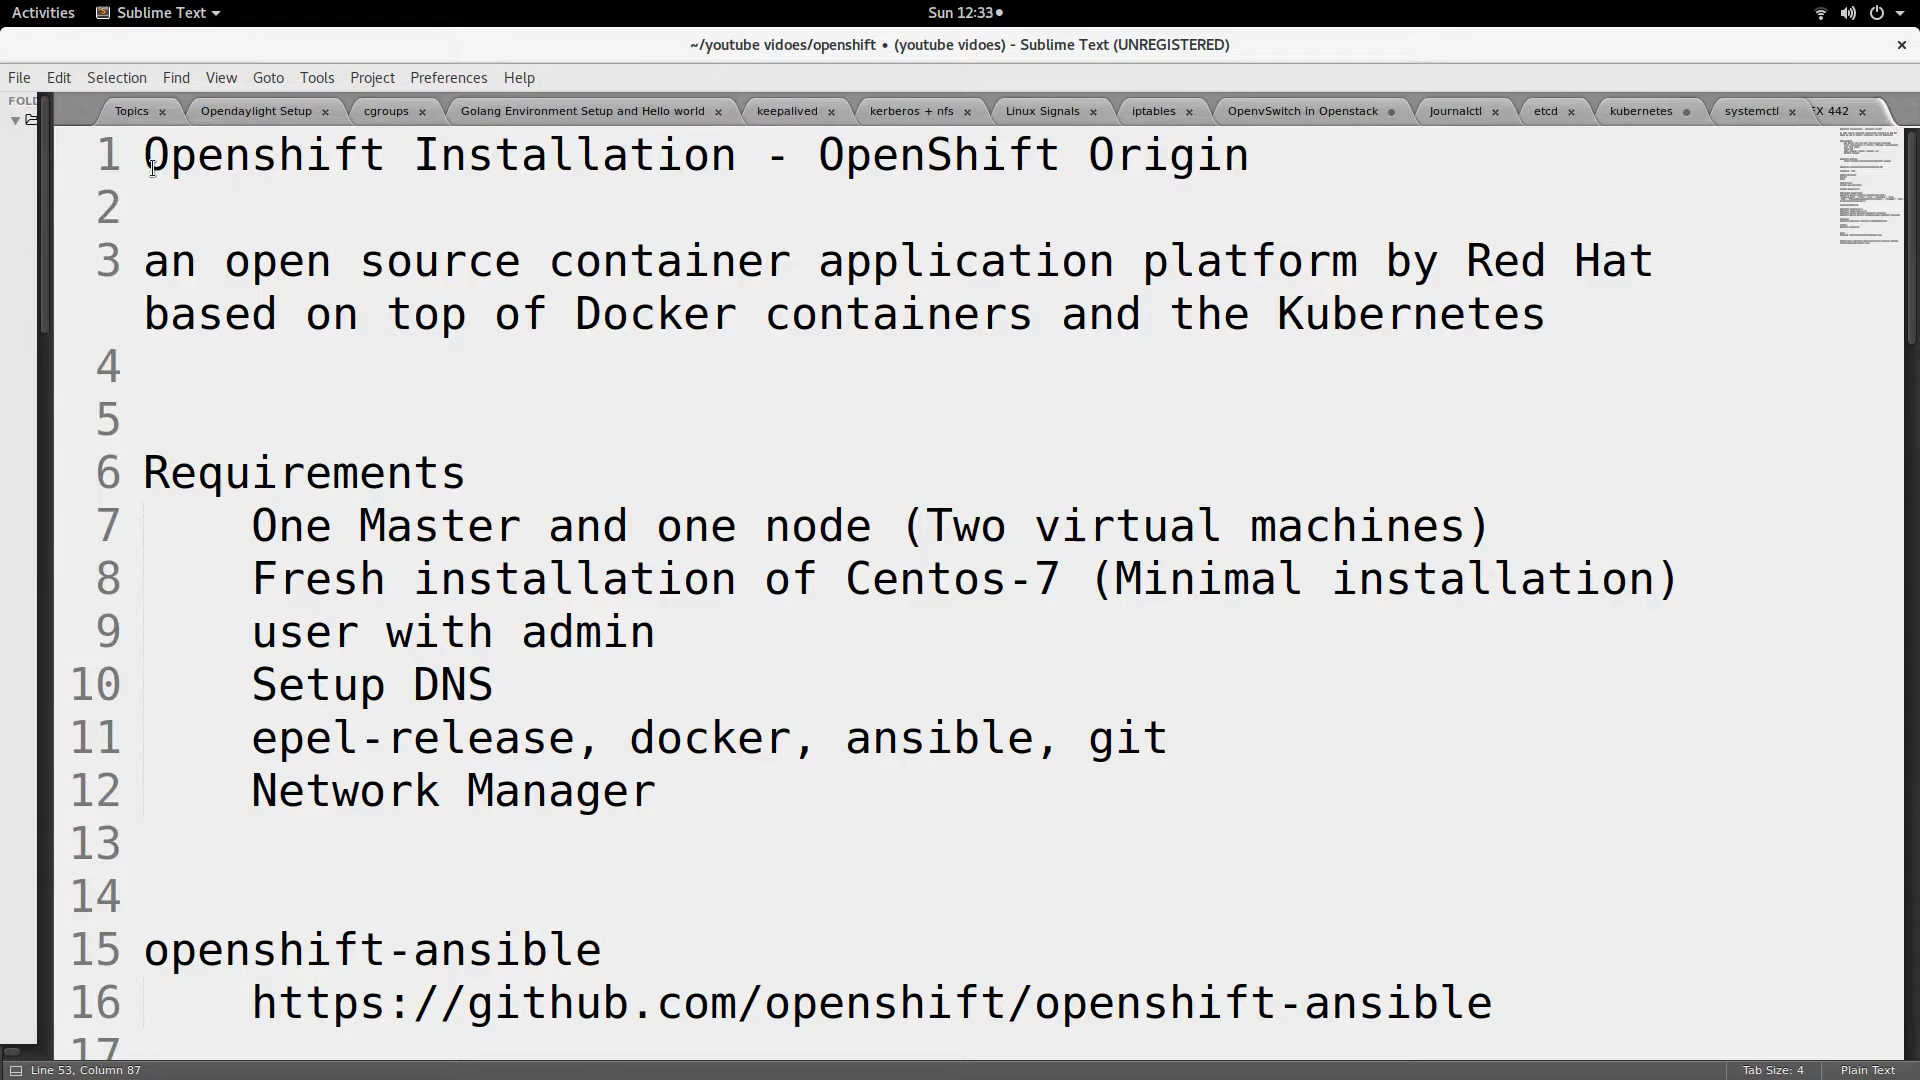 Activities Sublime Text Sun 12:33
~/youtube vidoes/openshift • (youtube vidoes) - Sublime Text (UNREGISTERED)
File Edit Selection Find View Goto Tools Project Preferences Help
FOLD Topics Opendaylight Setup cgroups Golang Environment Setup and Hello world keepalived kerberos + nfs Linux Signals iptables OpenvSwitch in Openstack Journalctl etcd kubernetes systemctl EX 442
1 Openshift Installation - OpenShift Origin
2
3 an open source container application platform by Red Hat
based on top of Docker containers and the Kubernetes
4
5
6 Requirements
7 One Master and one node (Two virtual machines)
8 Fresh installation of Centos-7 (Minimal installation)
9 user with admin
10 Setup DNS
11 epel-release, docker, ansible, git
12 Network Manager
13
14
15 openshift-ansible
16 https://github.com/openshift/openshift-ansible
17
Line 53, Column 87 Tab Size: 4 Plain Text